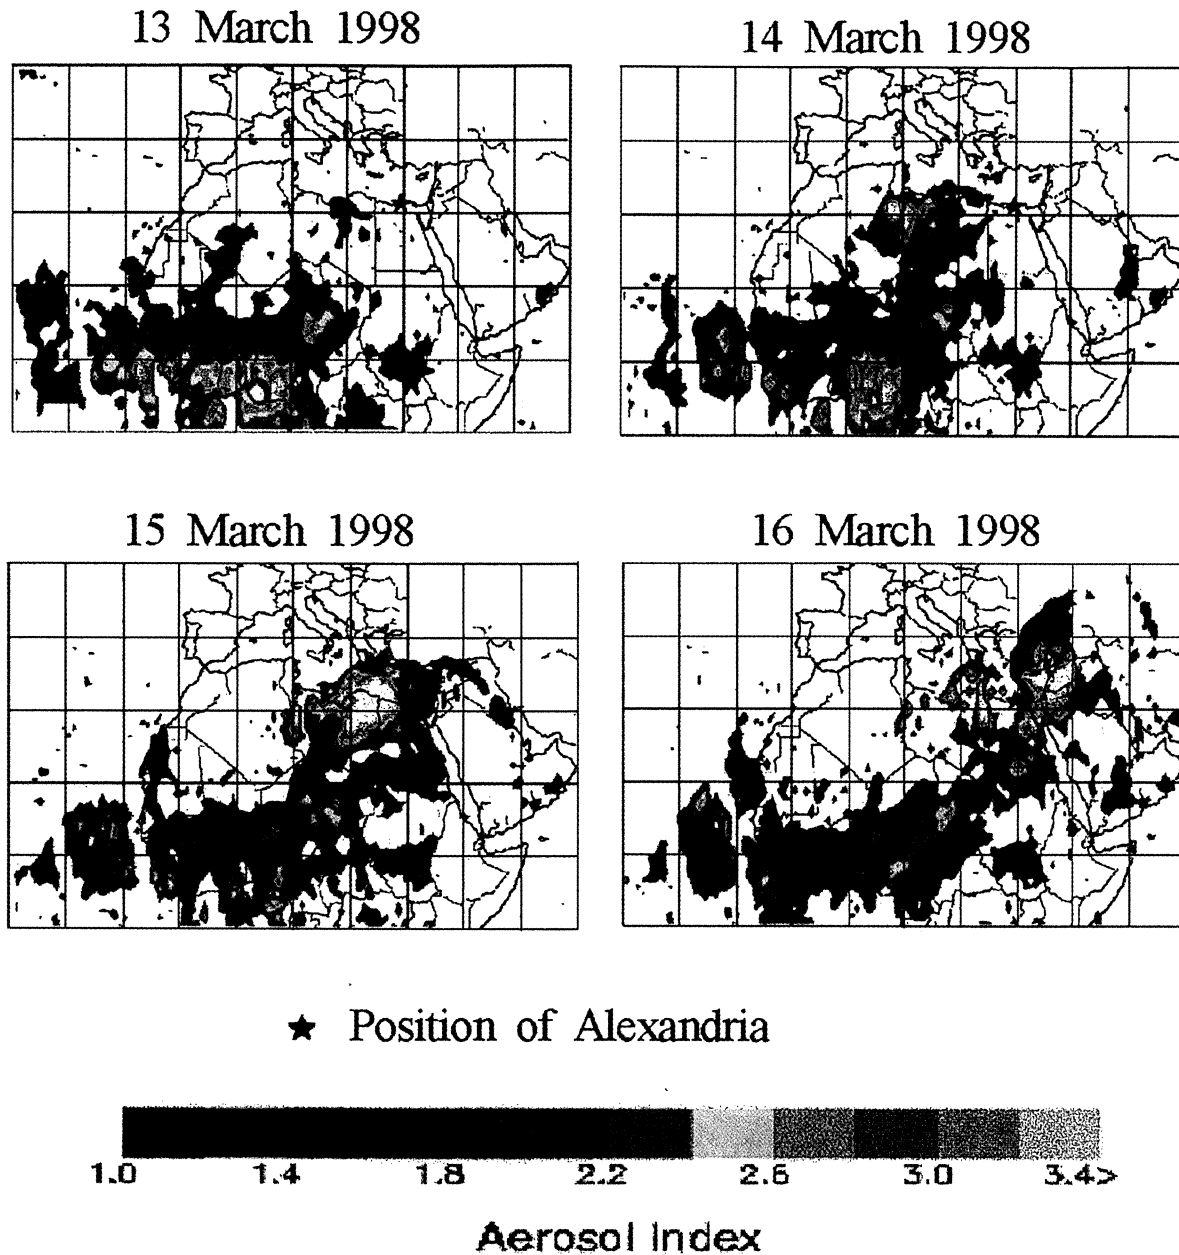 13 March 1998
14 March 1998
15 March 1998
16 March 1998
★ Position of Alexandria
1.0 1.4 1.8 2.2 2.6 3.0 3.4>
Aerosol Index